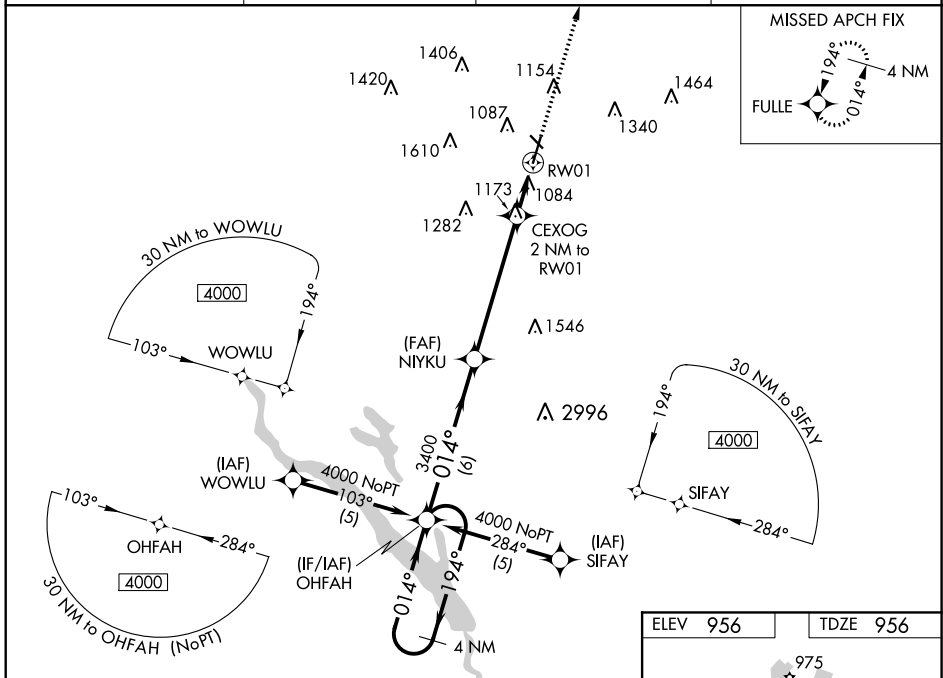 MISSED APCH FIX
194°
4 NM
FULLE
014°
1406
1420
1154
1464
1087
1340
1610
RW01
1173
1084
1282
CEXOG
2 NM to
RW01
30 NM to WOWLU
4000
194°
103°
WOWLU
1546
(FAF)
NIYKU
30 NM to SIFAY
194°
4000
SIFAY
284°
2996
3400
014°
(6)
(IAF)
WOWLU
4000 NoPT
103°
(5)
4000 NoPT
284°
(5)
(IAF)
SIFAY
103°
OHFAH
284°
4000
30 NM to OHFAH (NoPT)
(IF/IAF)
OHFAH
014°
194°
4 NM
ELEV 956
TDZE 956
975